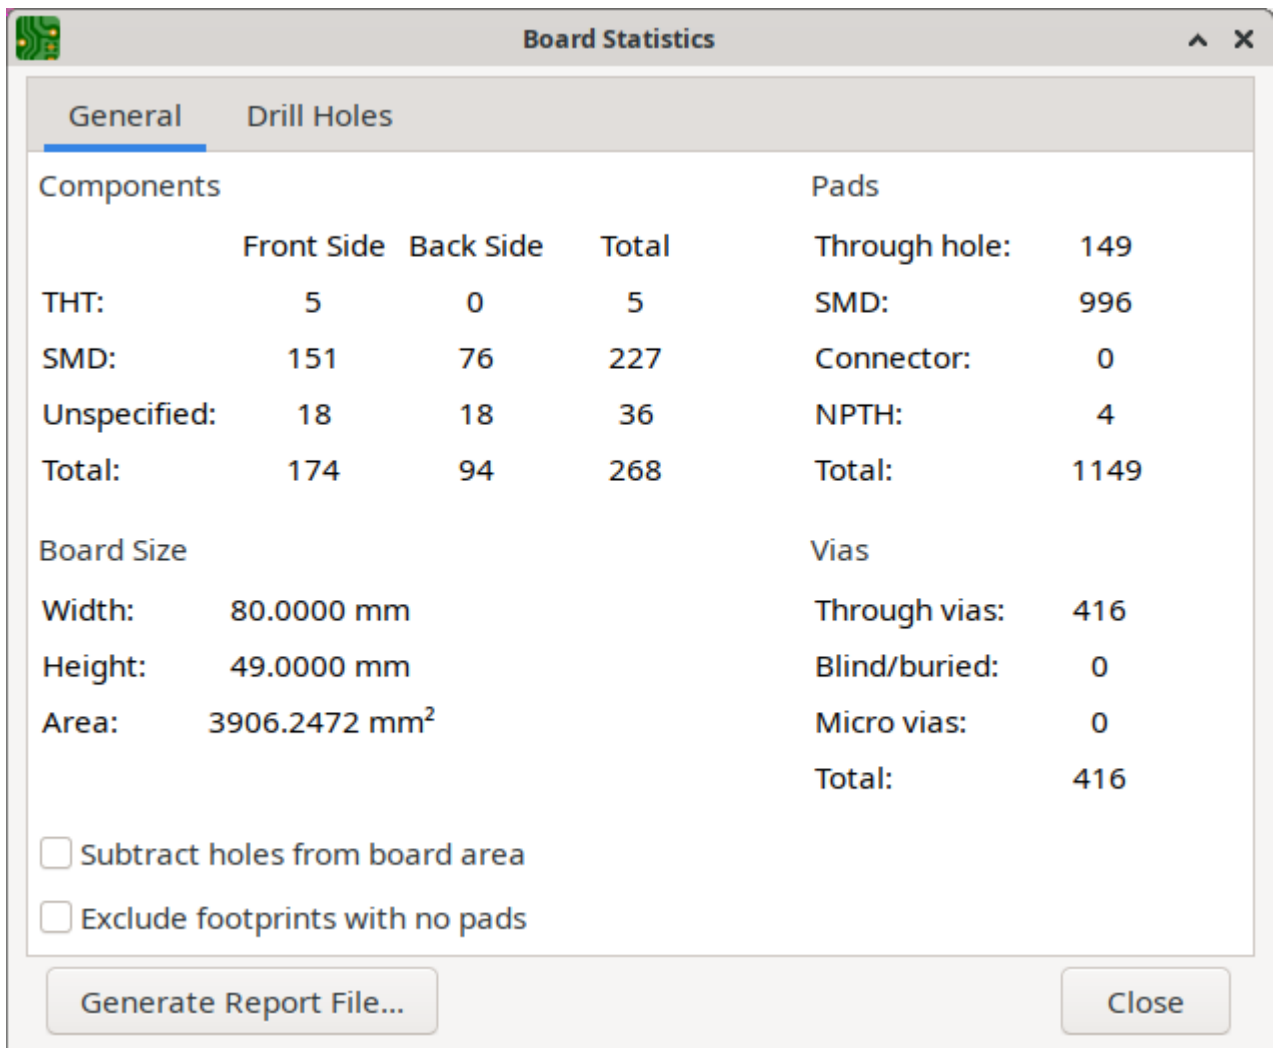 Board Statistics
General Drill Holes
Components
Front Side Back Side Total
THT: 5 0 5
SMD: 151 76 227
Unspecified: 18 18 36
Total: 174 94 268
Pads
Through hole: 149
SMD: 996
Connector: 0
NPTH: 4
Total: 1149
Board Size
Width: 80.0000 mm
Height: 49.0000 mm
Area: 3906.2472 mm²
Vias
Through vias: 416
Blind/buried: 0
Micro vias: 0
Total: 416
Subtract holes from board area
Exclude footprints with no pads
Generate Report File... Close